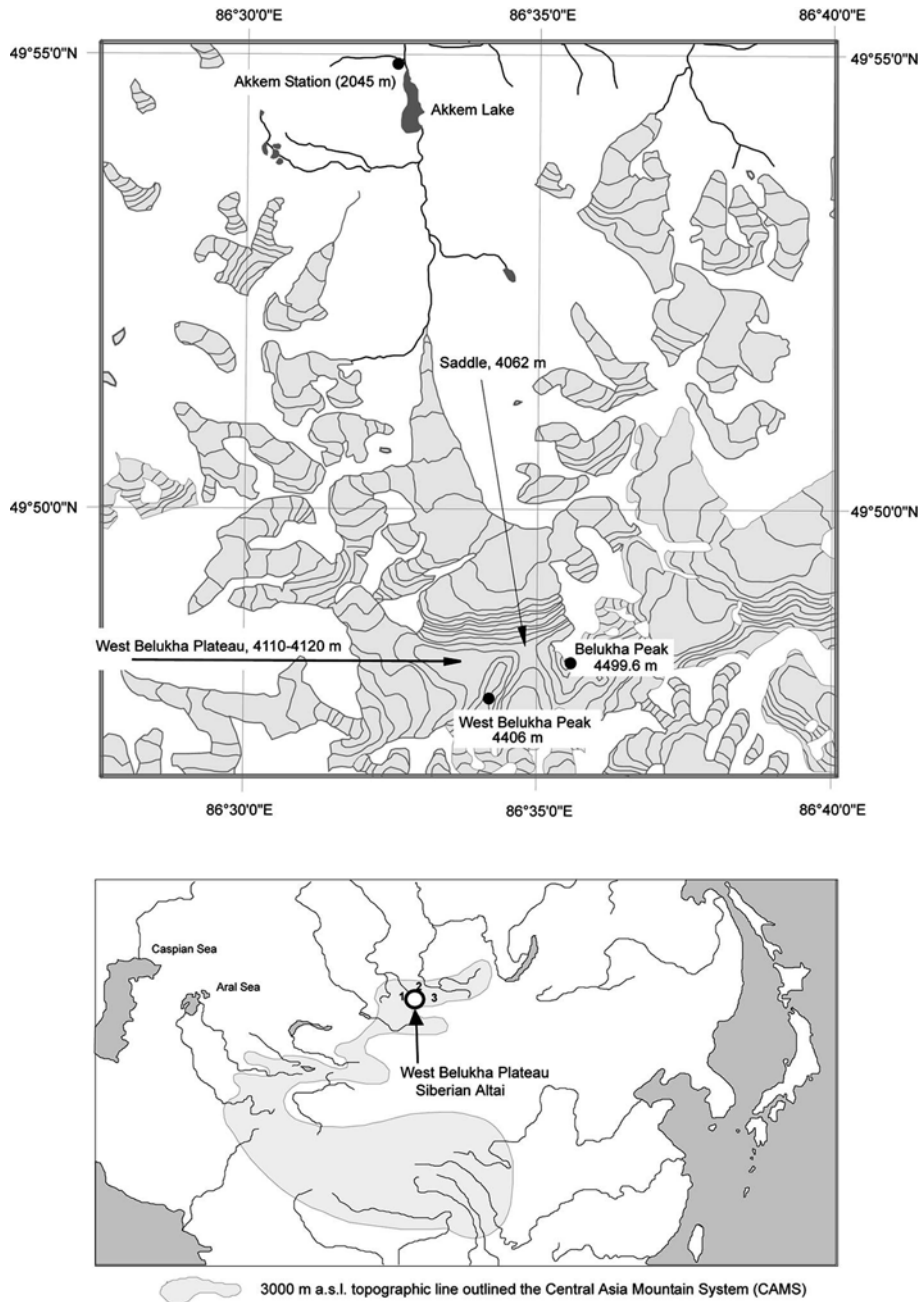 86°30'0"E
86°35'0"E
86°40'0"E
49°55'0"N
49°55'0"N
Akkem Station (2045 m)
Akkem Lake
Saddle, 4062 m
49°50'0"N
49°50'0"N
West Belukha Plateau, 4110-4120 m
Belukha Peak
4499.6 m
West Belukha Peak
4406 m
86°30'0"E
86°35'0"E
86°40'0"E
Caspian Sea
Aral Sea
2
1
3
West Belukha Plateau
Siberian Altai
3000 m a.s.l. topographic line outlined the Central Asia Mountain System (CAMS)